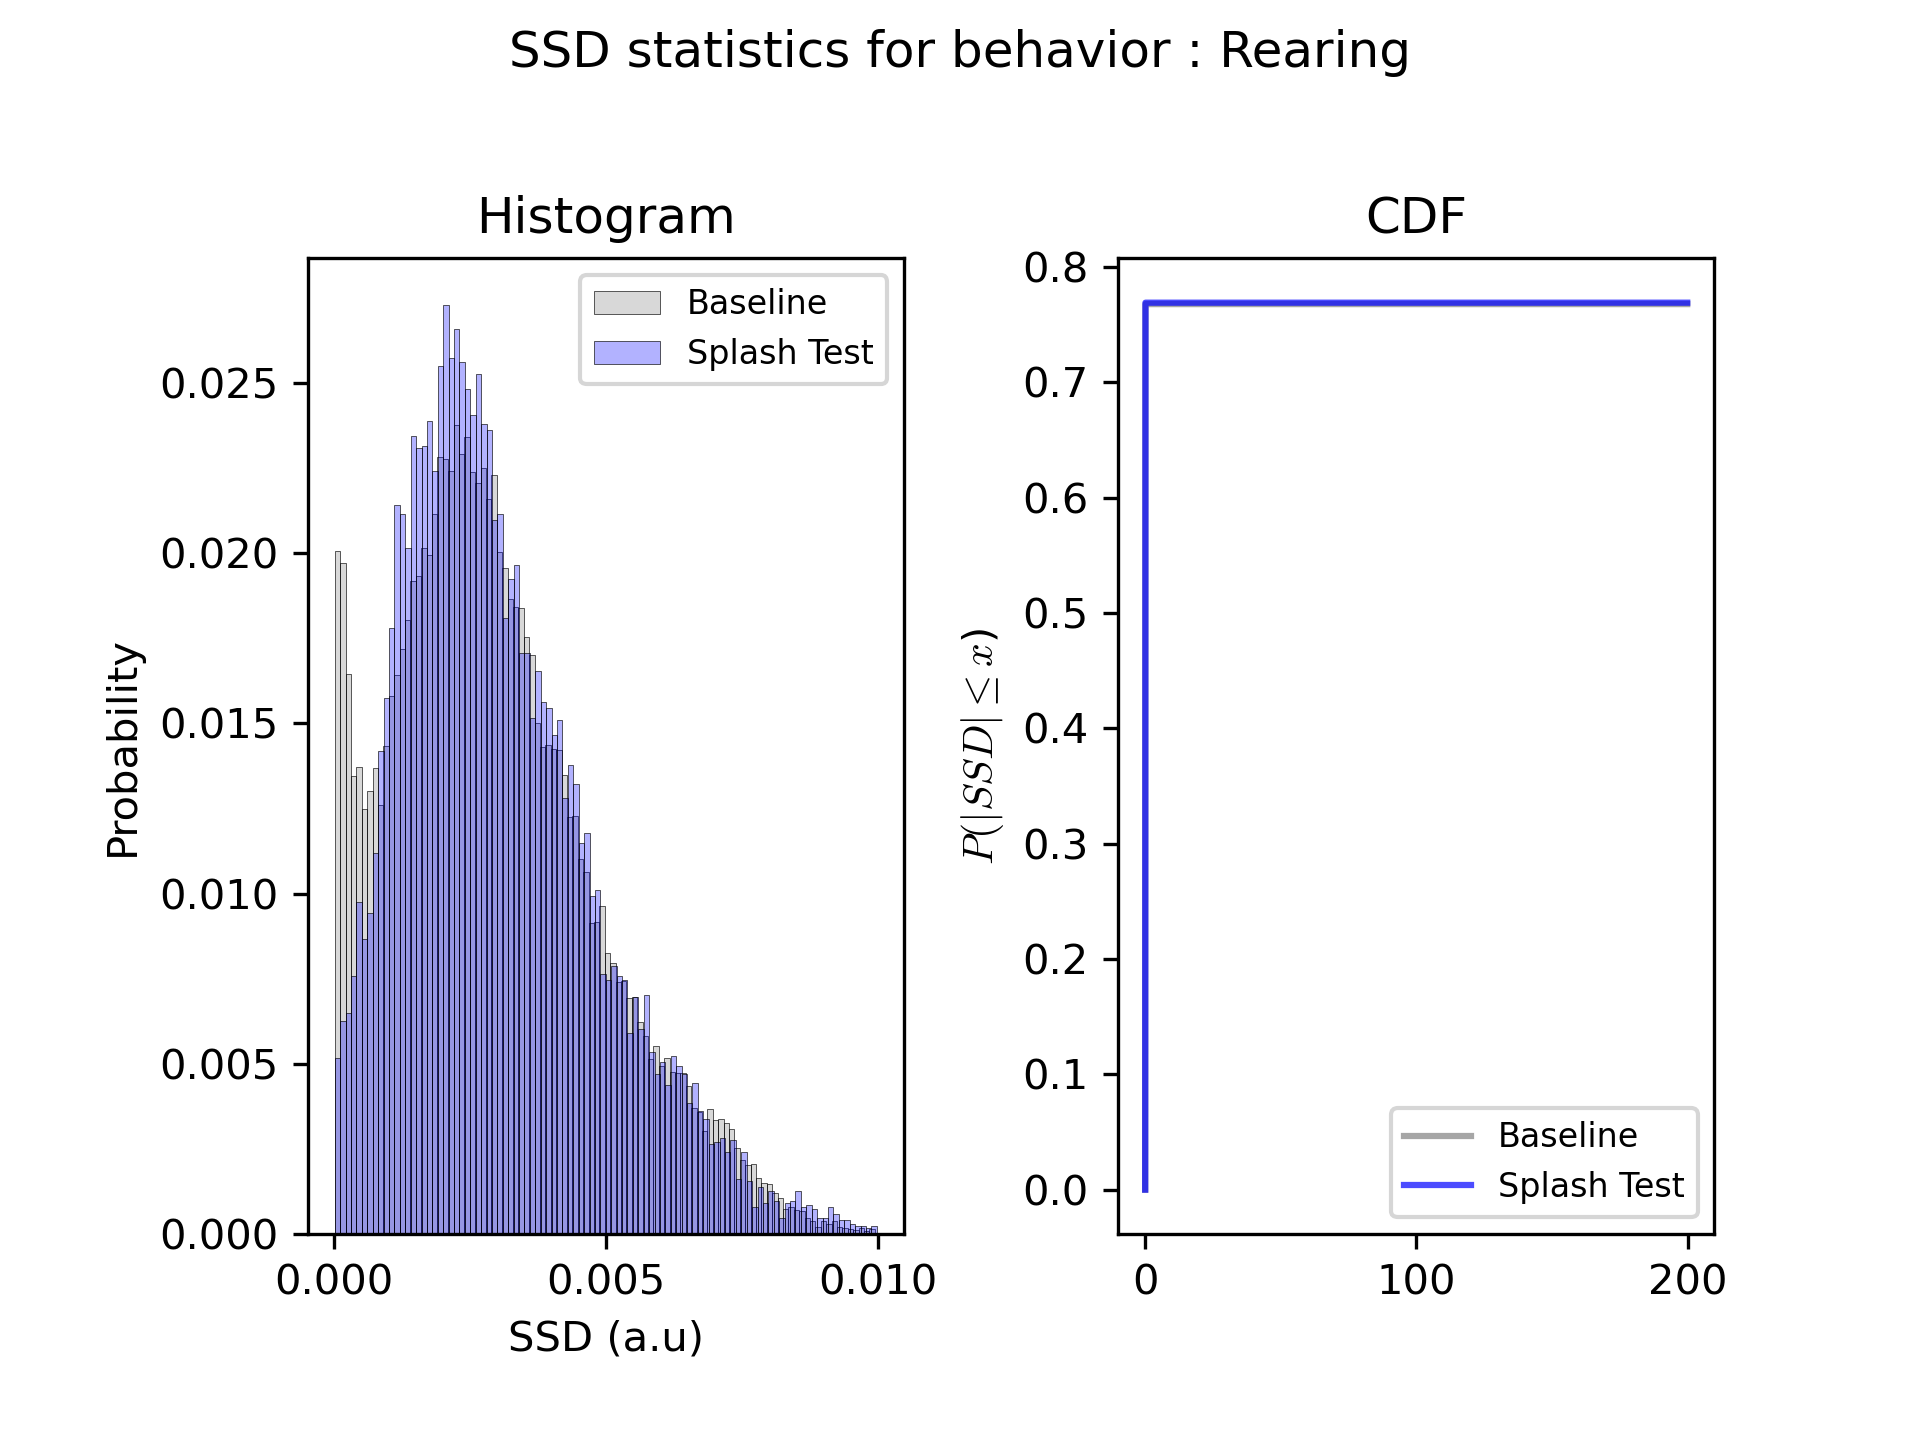 SSD statistics for behavior : Rearing
Histogram
Baseline
Splash Test
0.025
0.020
0.015
0.010
0.005
0.000
Probability
0.000 0.005 0.010
SSD (a.u)
CDF
0.8
0.7
0.6
0.5
0.4
0.3
0.2
0.1
0.0
P(|SSD| ≤ x)
Baseline
Splash Test
0 100 200